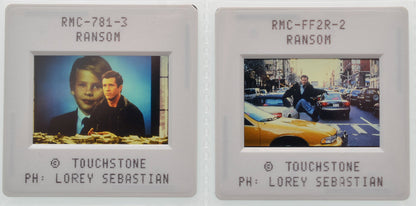 RMC-781-3
RANSOM
© TOUCHSTONE
PH: LOREY SEBASTIAN
RMC-FF2R-2
RANSOM
© TOUCHSTONE
PH: LOREY SEBASTIAN